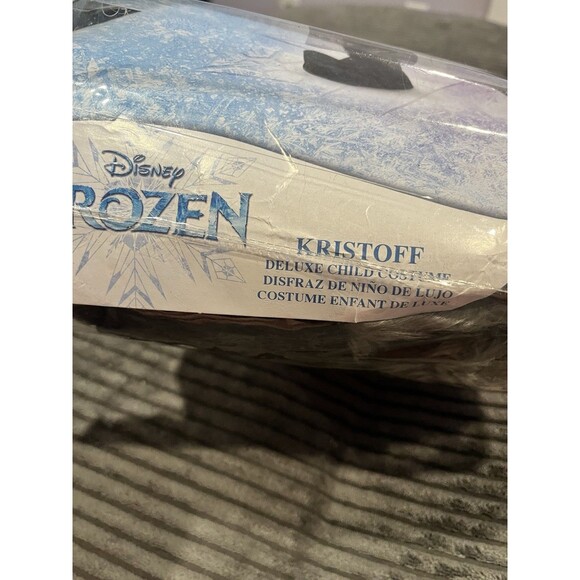 Disney
FROZEN
KRISTOFF
DELUXE CHILD COSTUME
DISFRAZ DE NIÑO DE LUJO
COSTUME ENFANT DE LUXE